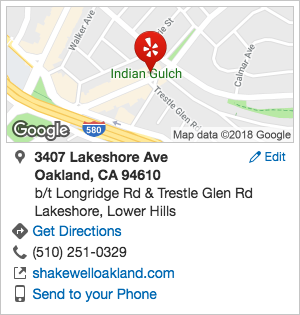 Walker Ave
le St
Calmar Ave
Indian Gulch
Trestle Glen Rd
Google
580
Map data ©2018 Google
3407 Lakeshore Ave
Edit
Oakland, CA 94610
b/t Longridge Rd & Trestle Glen Rd
Lakeshore, Lower Hills
Get Directions
(510) 251-0329
shakewelloakland.com
Send to your Phone